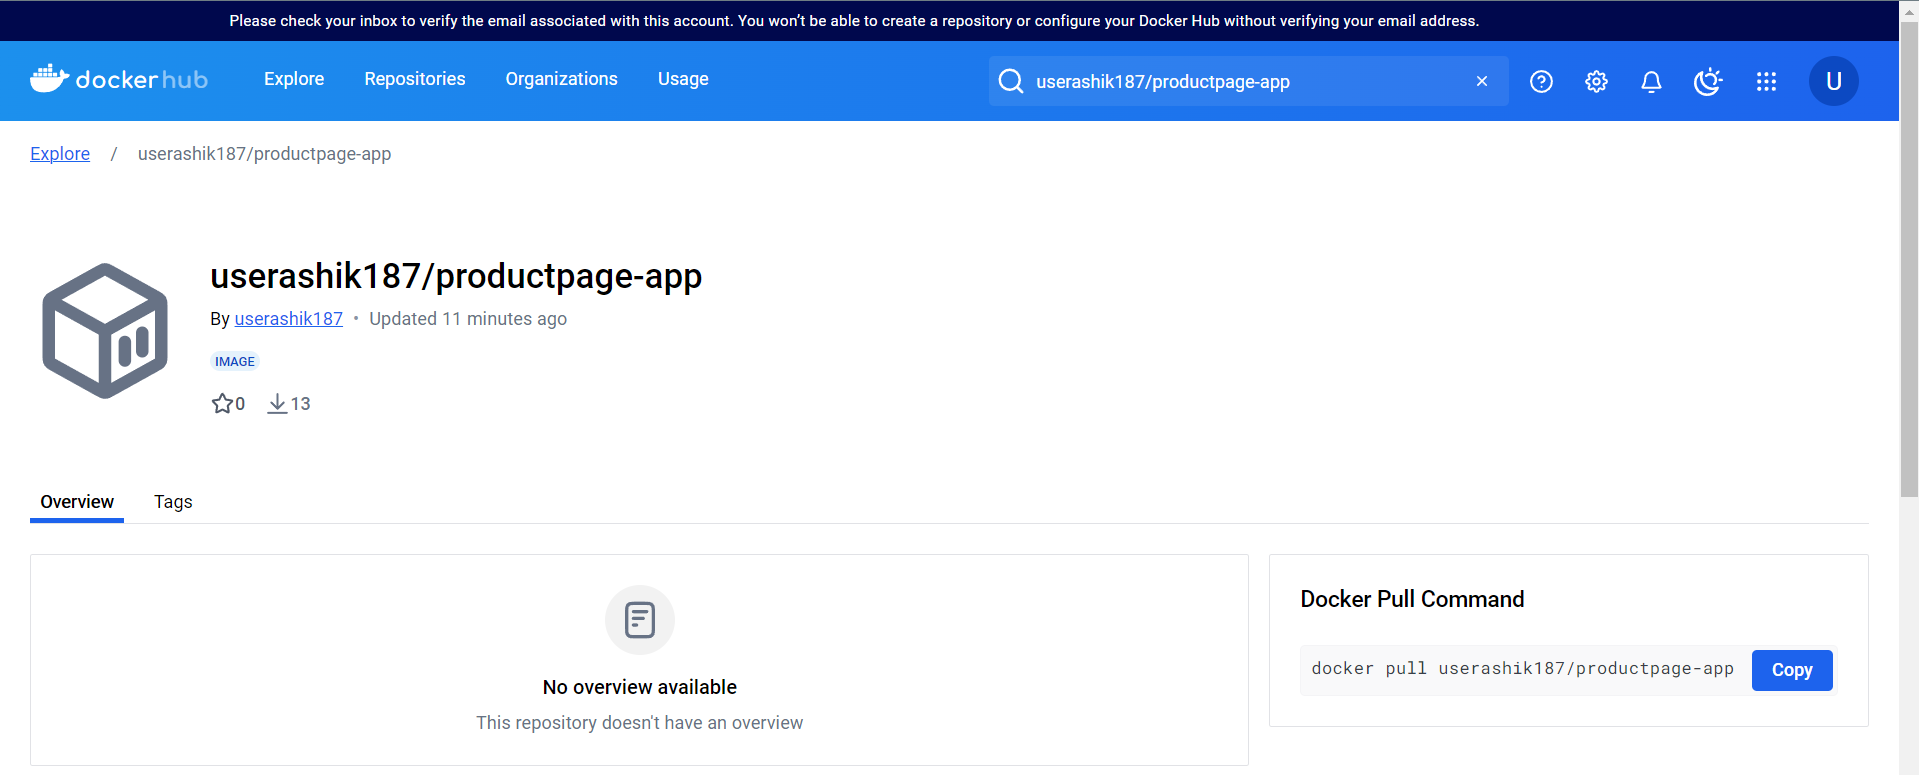 Please check your inbox to verify the email associated with this account. You won’t be able to create a repository or configure your Docker Hub without verifying your email address.
dockerhub Explore Repositories Organizations Usage userashik187/productpage-app × U
Explore / userashik187/productpage-app
userashik187/productpage-app
By userashik187 • Updated 11 minutes ago
IMAGE
0 13
Overview Tags
No overview available
This repository doesn't have an overview
Docker Pull Command
docker pull userashik187/productpage-app Copy